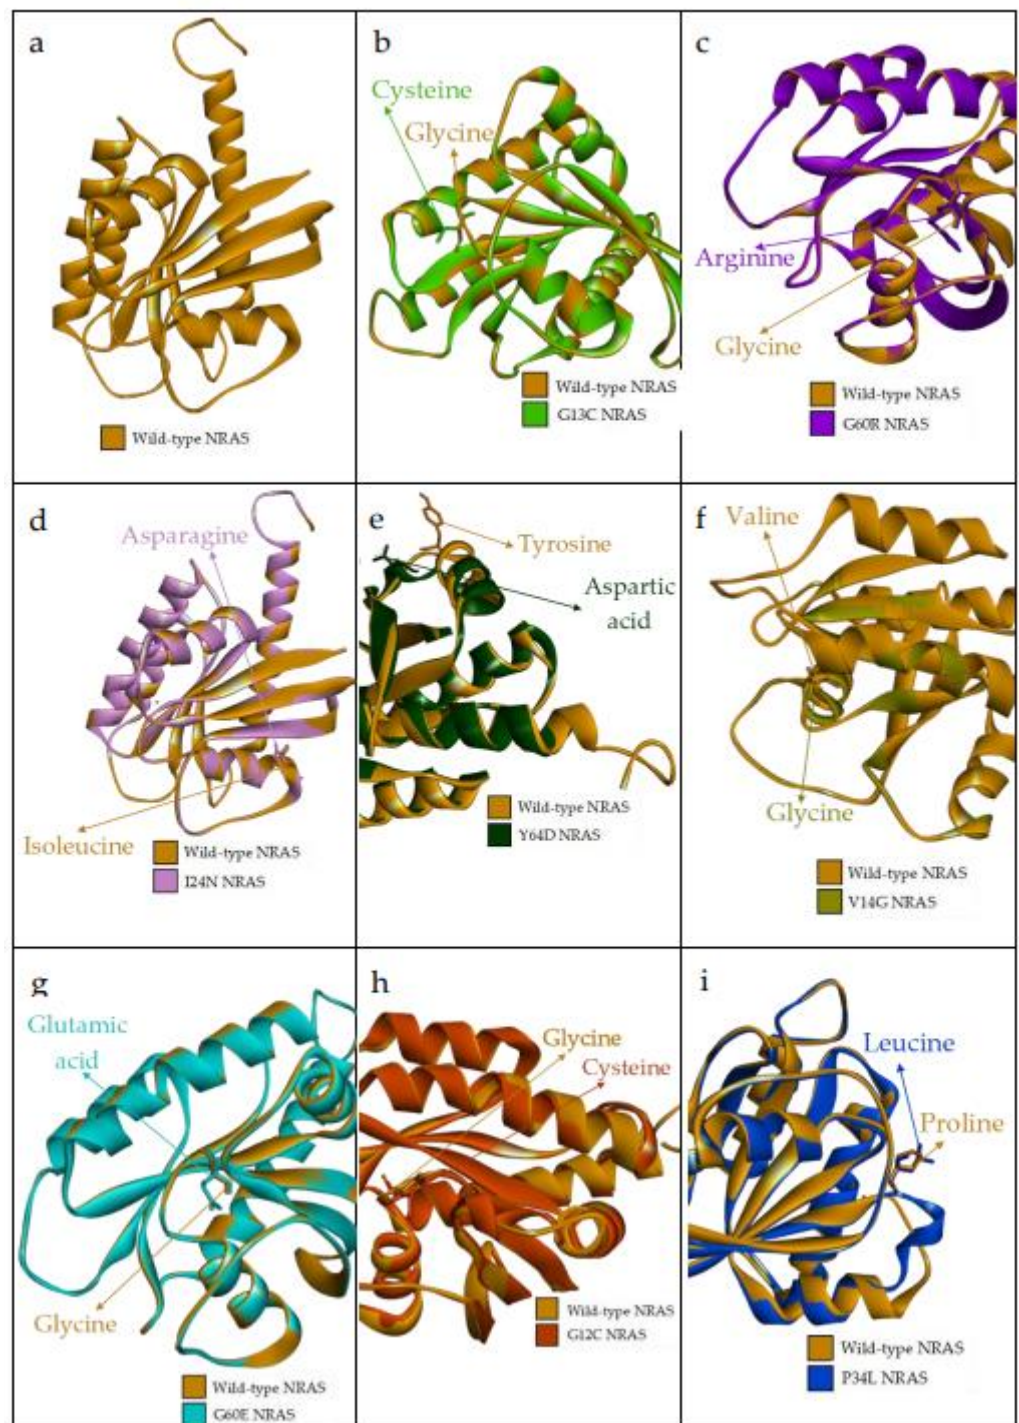 a
Wild-type NRAS
b
Cysteine
Glycine
Wild-type NRAS
G13C NRAS
c
Arginine
Glycine
Wild-type NRAS
G60R NRAS
d
Asparagine
Isoleucine
Wild-type NRAS
I24N NRAS
e
Tyrosine
Aspartic
acid
Wild-type NRAS
Y64D NRAS
f
Valine
Glycine
Wild-type NRAS
V14G NRAS
g
Glutamic
acid
Glycine
Wild-type NRAS
G60E NRAS
h
Glycine
Cysteine
Wild-type NRAS
G12C NRAS
i
Leucine
Proline
Wild-type NRAS
P34L NRAS